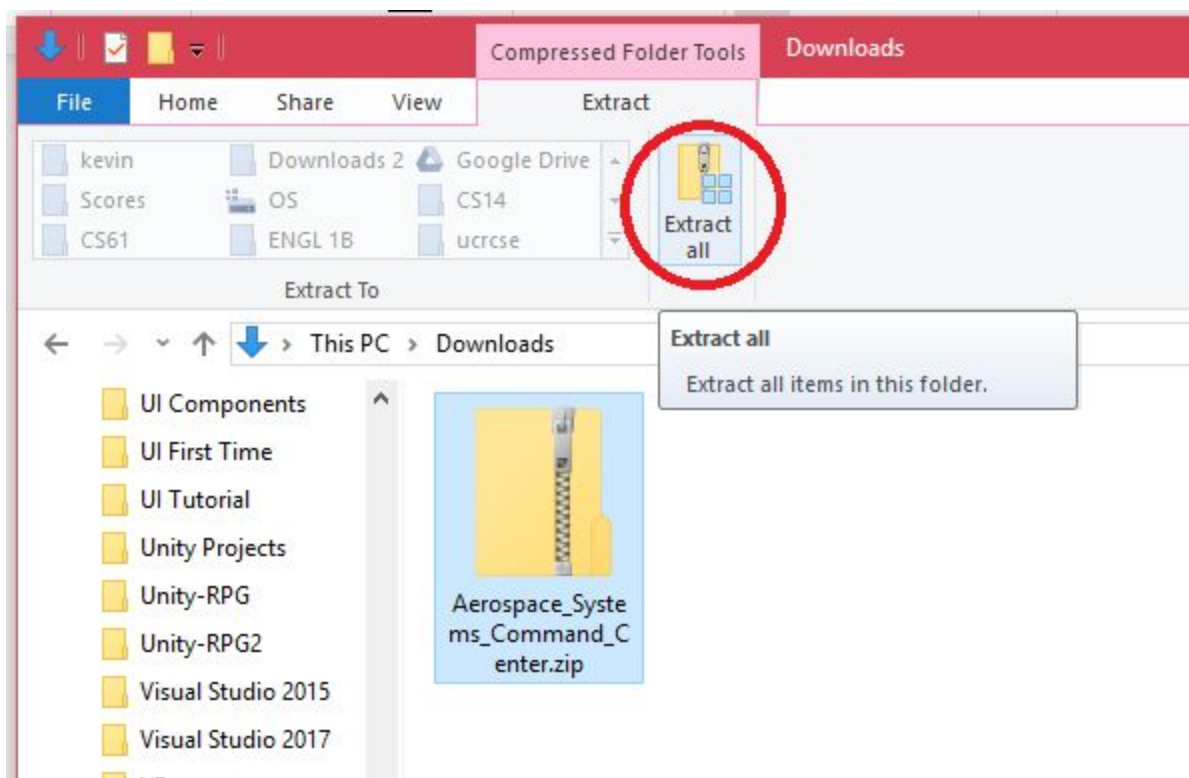 Compressed Folder Tools
Downloads
File
Home
Share
View
Extract
kevin
Downloads 2
Google Drive
Scores
OS
CS14
CS61
ENGL 1B
ucrcse
Extract
all
Extract To
This PC
Downloads
Extract all
Extract all items in this folder.
UI Components
UI First Time
UI Tutorial
Unity Projects
Unity-RPG
Unity-RPG2
Visual Studio 2015
Visual Studio 2017
Aerospace_Syste
ms_Command_C
enter.zip